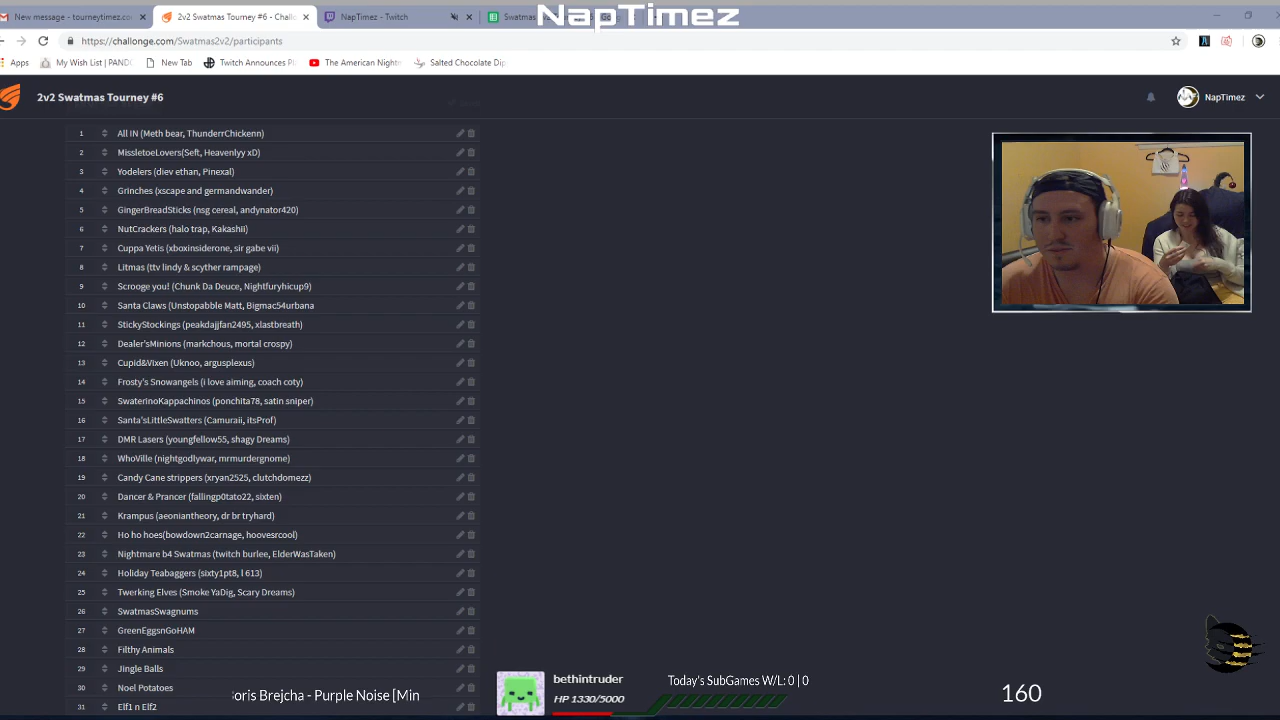 NapTimez
New message - tourneytimez.co
2v2 Swatmas Tourney #6 - Challo
NapTimez - Twitch
https://challonge.com/Swatmas2v2/participants
Apps
My Wish List | PAND
New Tab
Twitch Announces Pl
The American Night
Salted Chocolate Dip
2v2 Swatmas Tourney #6
NapTimez
1 All IN (Meth bear, ThunderrChickenn)
2 MissletoeLovers(Seft, Heavenlyy xD)
3 Yodelers (diev ethan, Pinexal)
4 Grinches (xscape and germandwander)
5 GingerBreadSticks (nsg cereal, andynator420)
6 NutCrackers (halo trap, Kakashii)
7 Cuppa Yetis (xboxinsiderone, sir gabe vii)
8 Litmas (ttv lindy & scyther rampage)
9 Scrooge you! (Chunk Da Deuce, Nightfuryhicup9)
10 Santa Claws (Unstopabble Matt, Bigmac54urbana
11 StickyStockings (peakdajjfan2495, xlastbreath)
12 Dealer'sMinions (markchous, mortal crospy)
13 Cupid&Vixen (Uknoo, argusplexus)
14 Frosty's Snowangels (i love aiming, coach coty)
15 SwaterinoKappachinos (ponchita78, satin sniper)
16 Santa'sLittleSwatters (Camuraii, itsProf)
17 DMR Lasers (youngfellow55, shagy Dreams)
18 WhoVille (nightgodlywar, mrmurdergnome)
19 Candy Cane strippers (xryan2525, clutchdomezz)
20 Dancer & Prancer (fallingp0tato22, sixten)
21 Krampus (aeoniantheory, dr br tryhard)
22 Ho ho hoes(bowdown2carnage, hoovesrcool)
23 Nightmare b4 Swatmas (twitch burlee, ElderWasTaken)
24 Holiday Teabaggers (sixty1pt8, l 613)
25 Twerking Elves (Smoke YaDig, Scary Dreams)
26 SwatmasSwagnums
27 GreenEggsnGoHAM
28 Filthy Animals
29 Jingle Balls
30 Noel Potatoes
31 Elf1 n Elf2
oris Brejcha - Purple Noise [Min
bethintruder
HP 1330/5000
Today's SubGames W/L: 0 | 0
160